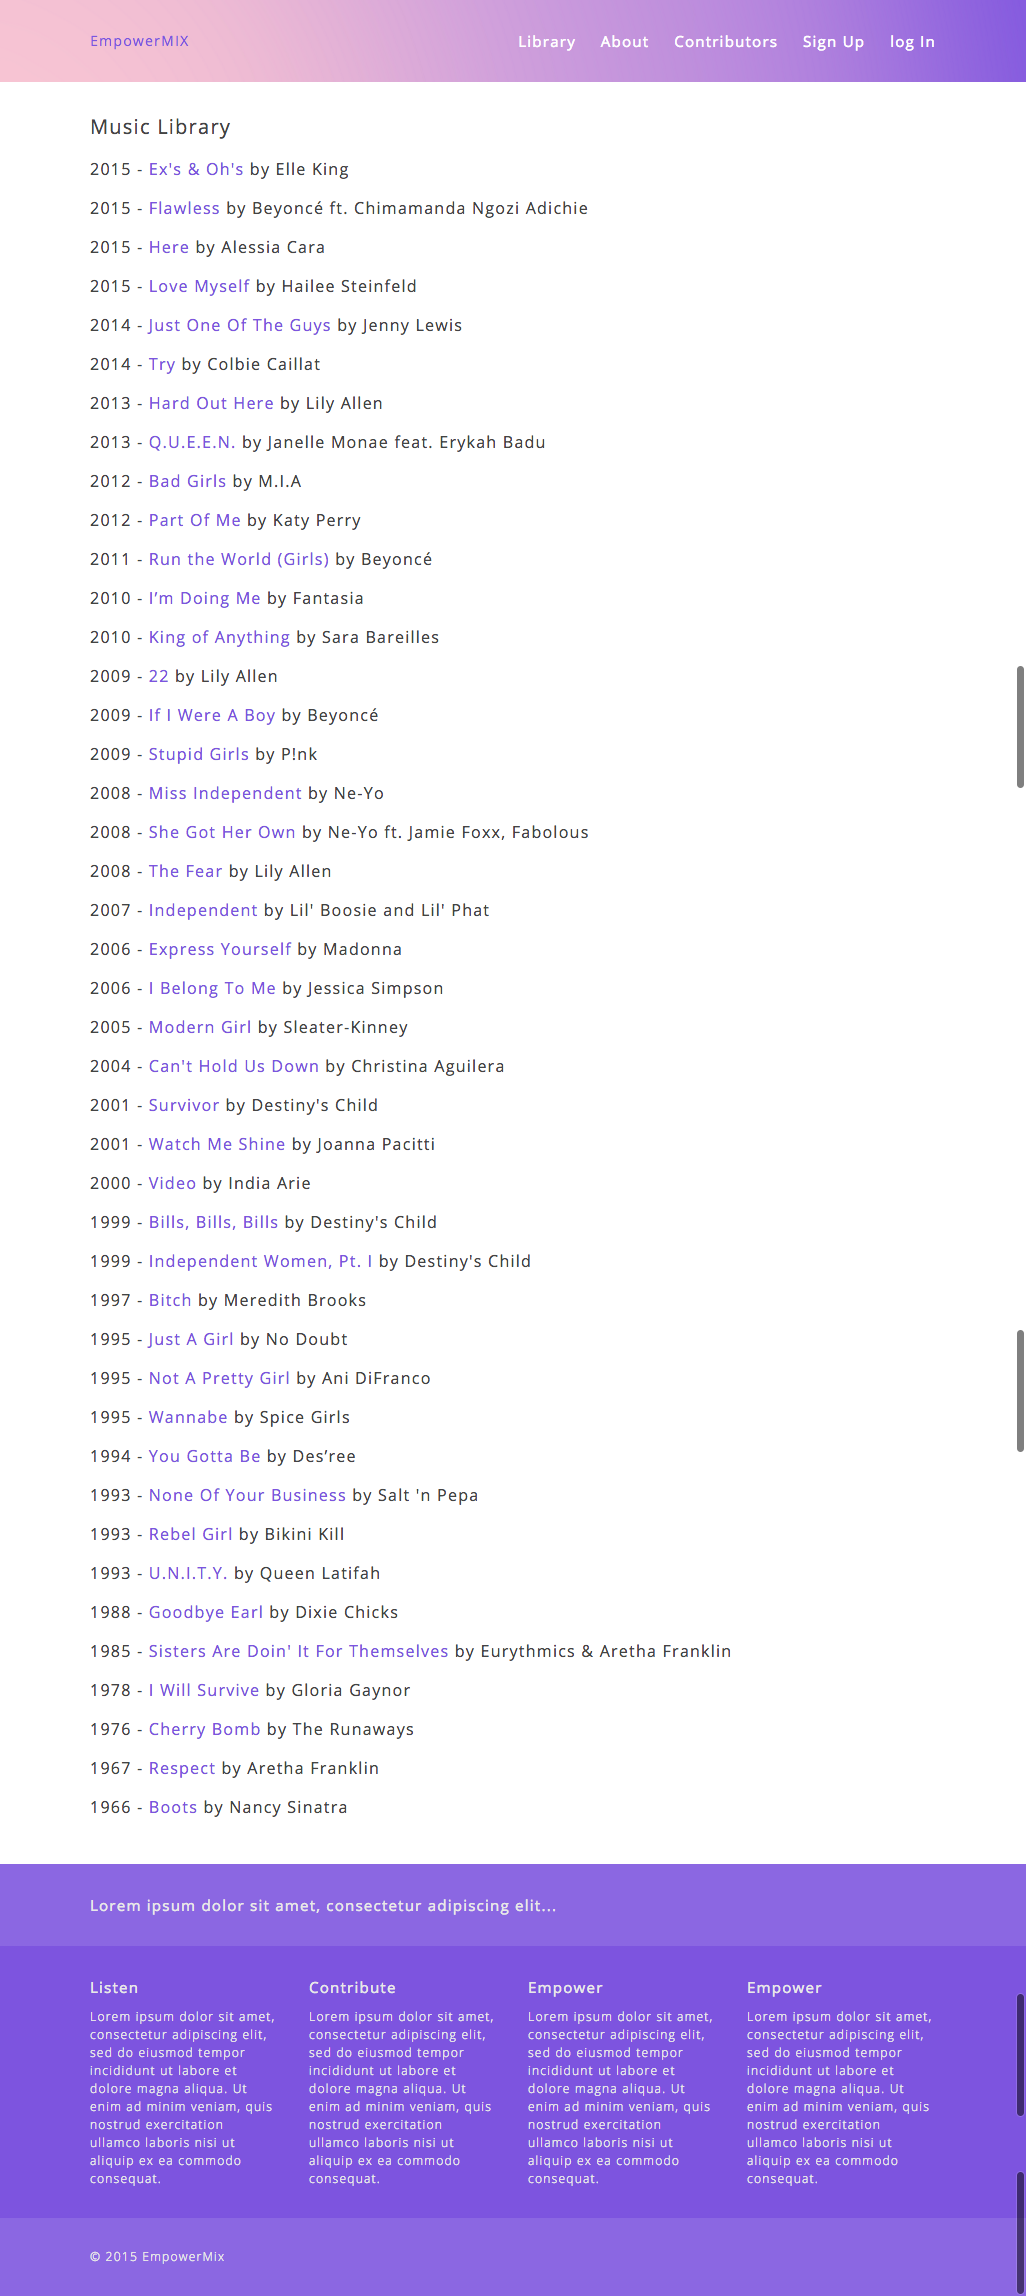 EmpowerMIX
Library About Contributors Sign Up log In
Music Library
2015 - Ex's & Oh's by Elle King
2015 - Flawless by Beyoncé ft. Chimamanda Ngozi Adichie
2015 - Here by Alessia Cara
2015 - Love Myself by Hailee Steinfeld
2014 - Just One Of The Guys by Jenny Lewis
2014 - Try by Colbie Caillat
2013 - Hard Out Here by Lily Allen
2013 - Q.U.E.E.N. by Janelle Monae feat. Erykah Badu
2012 - Bad Girls by M.I.A
2012 - Part Of Me by Katy Perry
2011 - Run the World (Girls) by Beyoncé
2010 - I’m Doing Me by Fantasia
2010 - King of Anything by Sara Bareilles
2009 - 22 by Lily Allen
2009 - If I Were A Boy by Beyoncé
2009 - Stupid Girls by P!nk
2008 - Miss Independent by Ne-Yo
2008 - She Got Her Own by Ne-Yo ft. Jamie Foxx, Fabolous
2008 - The Fear by Lily Allen
2007 - Independent by Lil' Boosie and Lil' Phat
2006 - Express Yourself by Madonna
2006 - I Belong To Me by Jessica Simpson
2005 - Modern Girl by Sleater-Kinney
2004 - Can't Hold Us Down by Christina Aguilera
2001 - Survivor by Destiny's Child
2001 - Watch Me Shine by Joanna Pacitti
2000 - Video by India Arie
1999 - Bills, Bills, Bills by Destiny's Child
1999 - Independent Women, Pt. I by Destiny's Child
1997 - Bitch by Meredith Brooks
1995 - Just A Girl by No Doubt
1995 - Not A Pretty Girl by Ani DiFranco
1995 - Wannabe by Spice Girls
1994 - You Gotta Be by Des’ree
1993 - None Of Your Business by Salt 'n Pepa
1993 - Rebel Girl by Bikini Kill
1993 - U.N.I.T.Y. by Queen Latifah
1988 - Goodbye Earl by Dixie Chicks
1985 - Sisters Are Doin' It For Themselves by Eurythmics & Aretha Franklin
1978 - I Will Survive by Gloria Gaynor
1976 - Cherry Bomb by The Runaways
1967 - Respect by Aretha Franklin
1966 - Boots by Nancy Sinatra
Lorem ipsum dolor sit amet, consectetur adipiscing elit...
Listen
Lorem ipsum dolor sit amet,
consectetur adipiscing elit,
sed do eiusmod tempor
incididunt ut labore et
dolore magna aliqua. Ut
enim ad minim veniam, quis
nostrud exercitation
ullamco laboris nisi ut
aliquip ex ea commodo
consequat.
Contribute
Lorem ipsum dolor sit amet,
consectetur adipiscing elit,
sed do eiusmod tempor
incididunt ut labore et
dolore magna aliqua. Ut
enim ad minim veniam, quis
nostrud exercitation
ullamco laboris nisi ut
aliquip ex ea commodo
consequat.
Empower
Lorem ipsum dolor sit amet,
consectetur adipiscing elit,
sed do eiusmod tempor
incididunt ut labore et
dolore magna aliqua. Ut
enim ad minim veniam, quis
nostrud exercitation
ullamco laboris nisi ut
aliquip ex ea commodo
consequat.
Empower
Lorem ipsum dolor sit amet,
consectetur adipiscing elit,
sed do eiusmod tempor
incididunt ut labore et
dolore magna aliqua. Ut
enim ad minim veniam, quis
nostrud exercitation
ullamco laboris nisi ut
aliquip ex ea commodo
consequat.
© 2015 EmpowerMix